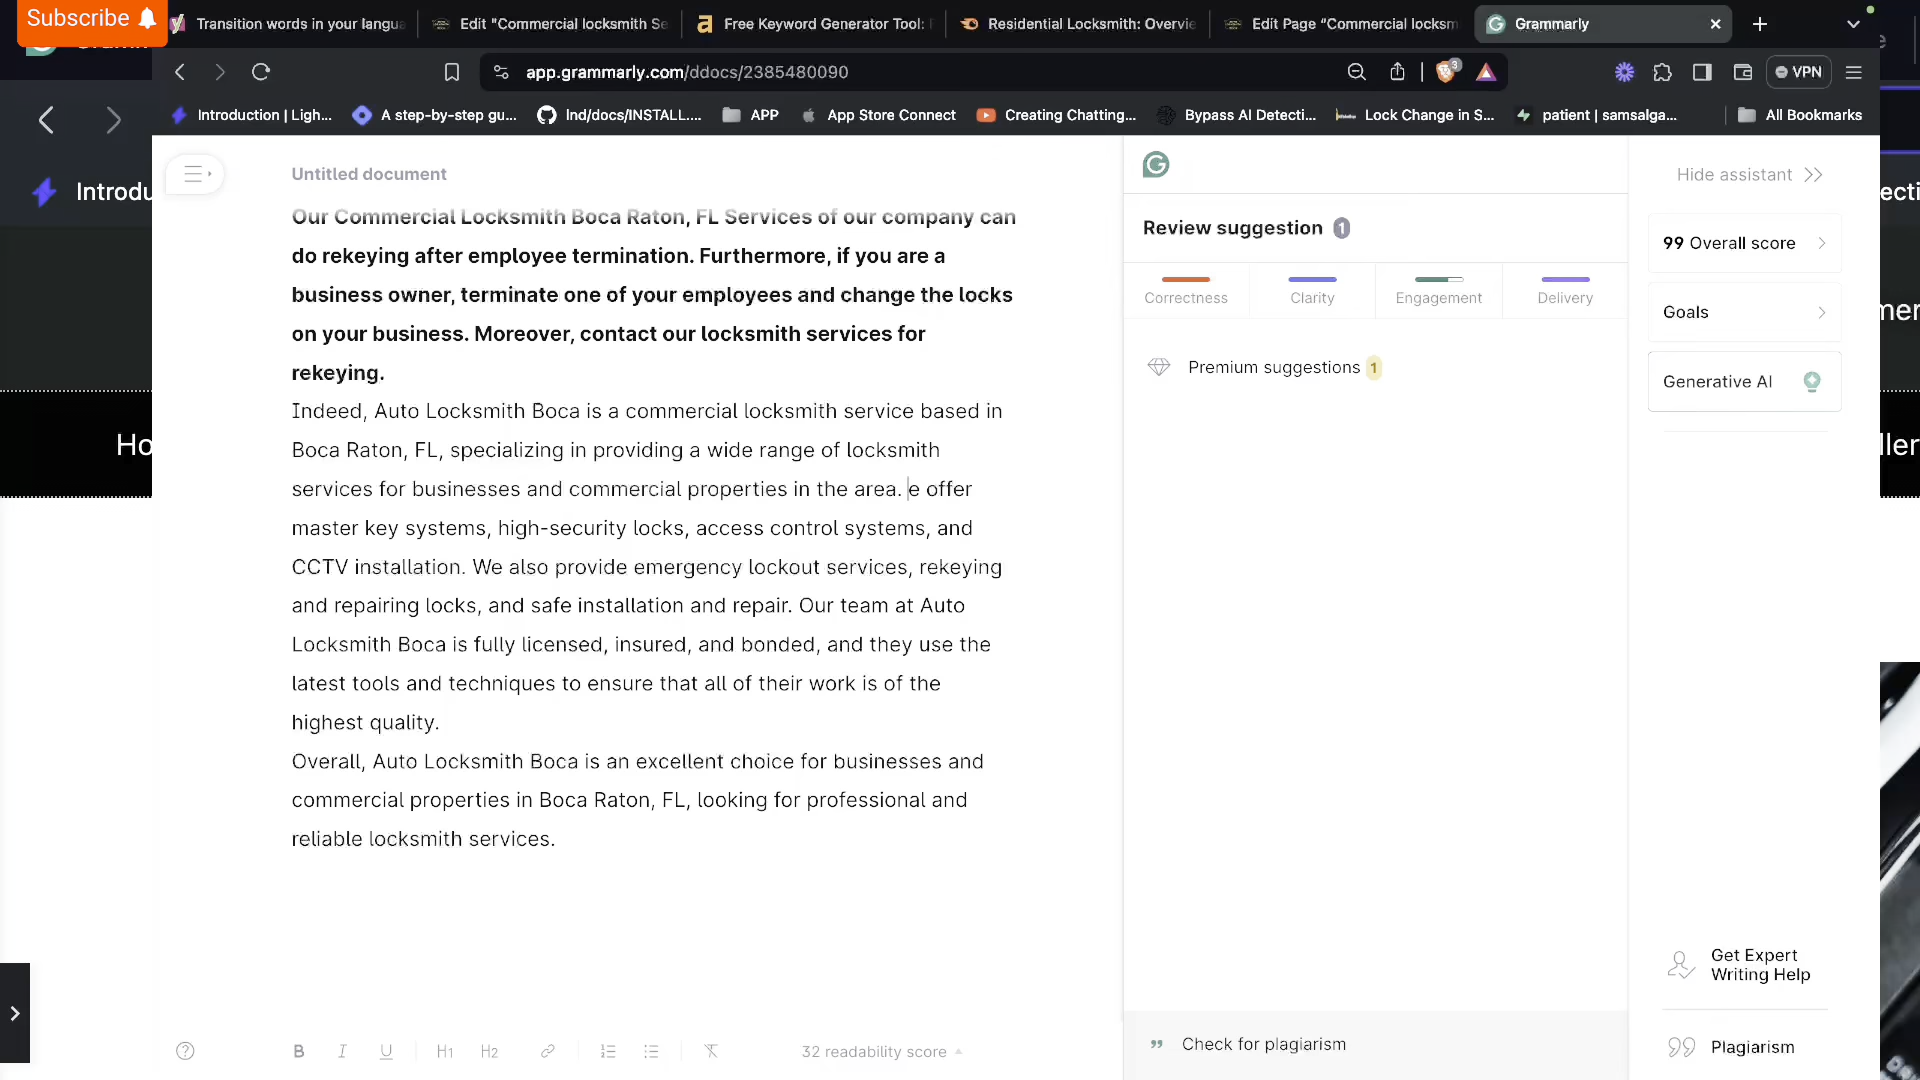 Subscribe
Transition words in your langua
Edit "Commercial locksmith Se
Free Keyword Generator Tool:
Residential Locksmith: Overvie
Edit Page “Commercial locksm
Grammarly
app.grammarly.com/ddocs/2385480090
3
VPN
Introduction | Ligh...
A step-by-step gu...
lnd/docs/INSTALL....
APP
App Store Connect
Creating Chatting...
Bypass AI Detecti...
Lock Change in S...
patient | samsalga...
All Bookmarks
Introdu
Ho
Untitled document
Our Commercial Locksmith Boca Raton, FL Services of our company can
do rekeying after employee termination. Furthermore, if you are a
business owner, terminate one of your employees and change the locks
on your business. Moreover, contact our locksmith services for
rekeying.
Indeed, Auto Locksmith Boca is a commercial locksmith service based in
Boca Raton, FL, specializing in providing a wide range of locksmith
services for businesses and commercial properties in the area. e offer
master key systems, high-security locks, access control systems, and
CCTV installation. We also provide emergency lockout services, rekeying
and repairing locks, and safe installation and repair. Our team at Auto
Locksmith Boca is fully licensed, insured, and bonded, and they use the
latest tools and techniques to ensure that all of their work is of the
highest quality.
Overall, Auto Locksmith Boca is an excellent choice for businesses and
commercial properties in Boca Raton, FL, looking for professional and
reliable locksmith services.
B I U H1 H2
32 readability score
Review suggestion 1
Correctness
Clarity
Engagement
Delivery
Premium suggestions 1
Check for plagiarism
Hide assistant
99 Overall score
Goals
Generative AI
Get Expert
Writing Help
Plagiarism
ecti
mer
ller